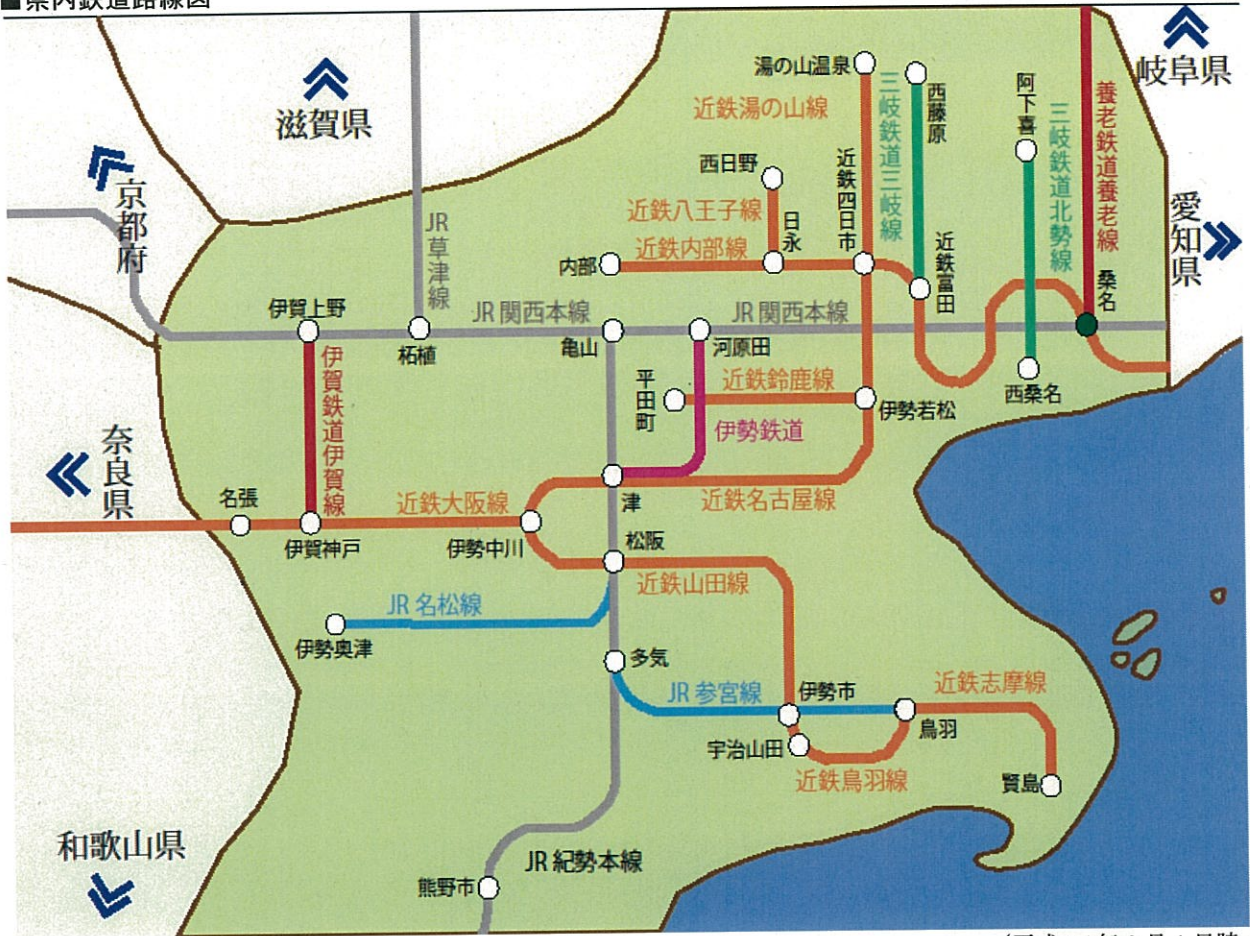 ■県内鉄道路線図
岐阜県
滋賀県
京都府
愛知県
奈良県
和歌山県
湯の山温泉
近鉄湯の山線
三岐鉄道三岐線
西藤原
阿下喜
三岐鉄道北勢線
養老鉄道養老線
西日野
近鉄八王子線
日永
近鉄四日市
近鉄内部線
内部
近鉄富田
桑名
JR草津線
伊賀上野
JR関西本線
JR関西本線
柘植
亀山
河原田
平田町
近鉄鈴鹿線
伊勢若松
西桑名
伊賀鉄道伊賀線
伊勢鉄道
名張
近鉄大阪線
津
近鉄名古屋線
伊賀神戸
伊勢中川
松阪
近鉄山田線
JR名松線
伊勢奥津
多気
JR参宮線
伊勢市
近鉄志摩線
鳥羽
宇治山田
近鉄鳥羽線
賢島
JR紀勢本線
熊野市